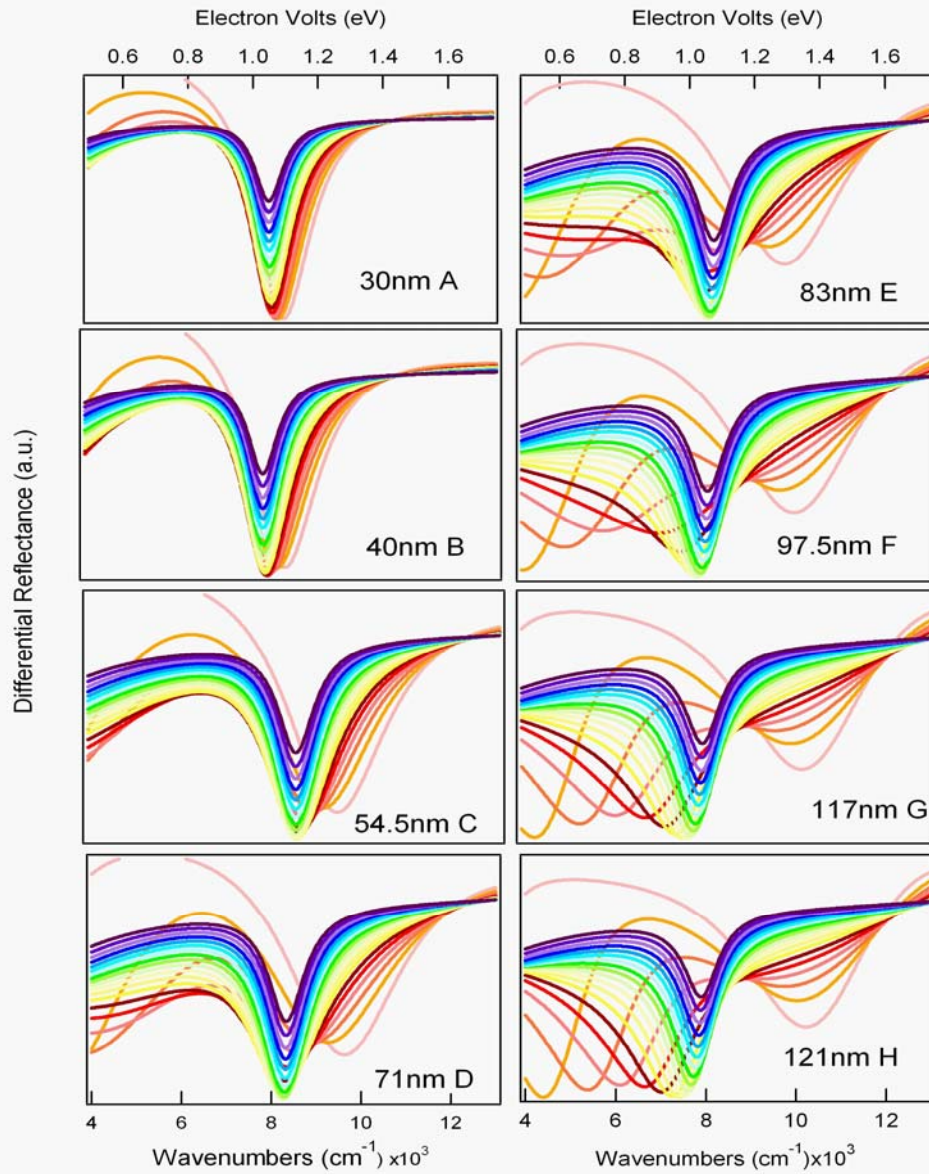 Electron Volts (eV)
Electron Volts (eV)
0.6 0.8 1.0 1.2 1.4 1.6
0.6 0.8 1.0 1.2 1.4 1.6
30nm A
83nm E
40nm B
97.5nm F
Differential Reflectance (a.u.)
54.5nm C
117nm G
71nm D
121nm H
4 6 8 10 12
4 6 8 10 12
Wavenumbers (cm⁻¹) x10³
Wavenumbers (cm⁻¹)x10³